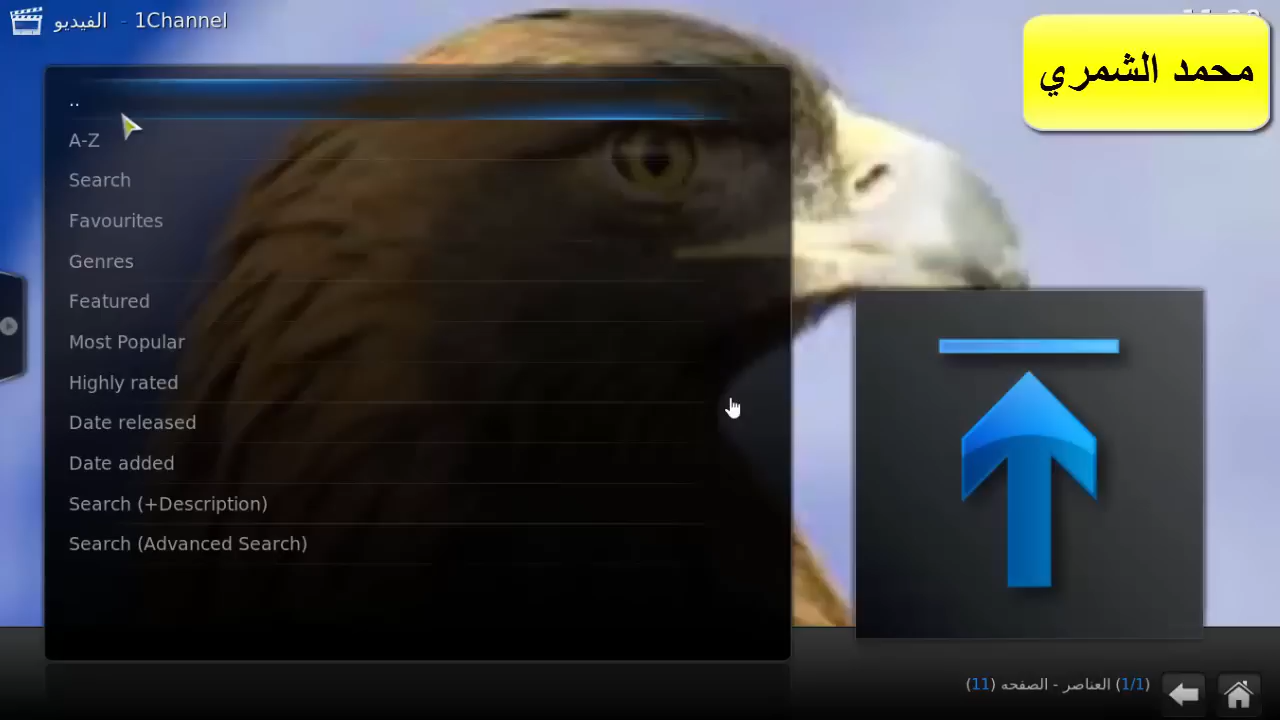 الفيديو - 1Channel
محمد الشمري
..
A-Z
Search
Favourites
Genres
Featured
Most Popular
Highly rated
Date released
Date added
Search (+Description)
Search (Advanced Search)
(11) العناصر - الصفحه (1/1)